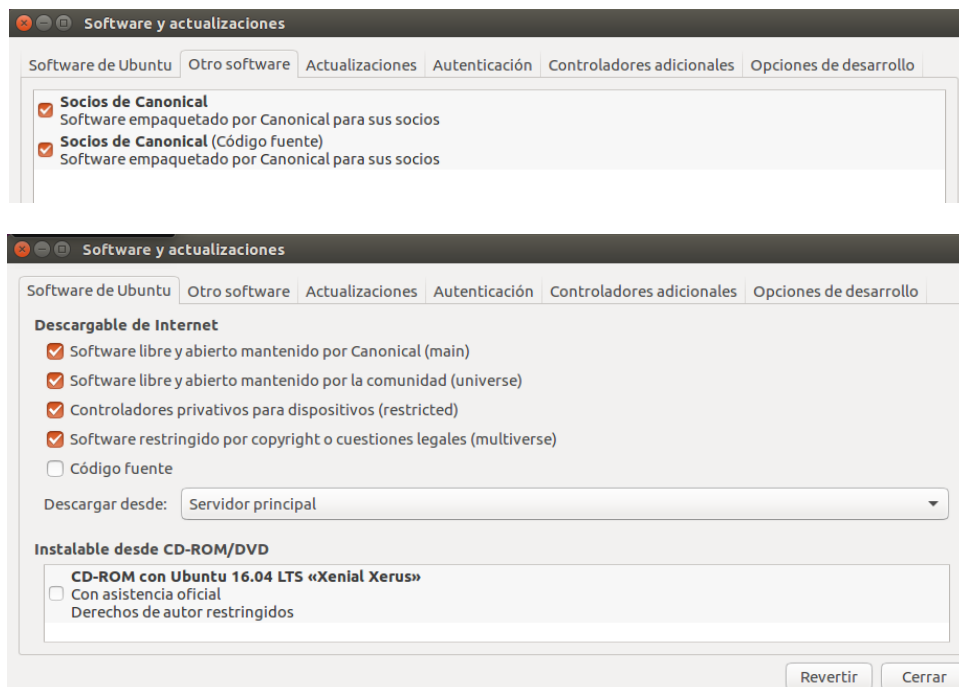 Software y actualizaciones
Software de Ubuntu Otro software Actualizaciones Autenticación Controladores adicionales Opciones de desarrollo
Socios de Canonical
Software empaquetado por Canonical para sus socios
Socios de Canonical (Código fuente)
Software empaquetado por Canonical para sus socios
Software y actualizaciones
Software de Ubuntu Otro software Actualizaciones Autenticación Controladores adicionales Opciones de desarrollo
Descargable de Internet
Software libre y abierto mantenido por Canonical (main)
Software libre y abierto mantenido por la comunidad (universe)
Controladores privativos para dispositivos (restricted)
Software restringido por copyright o cuestiones legales (multiverse)
Código fuente
Descargar desde: Servidor principal
Instalable desde CD-ROM/DVD
CD-ROM con Ubuntu 16.04 LTS «Xenial Xerus»
Con asistencia oficial
Derechos de autor restringidos
Revertir Cerrar